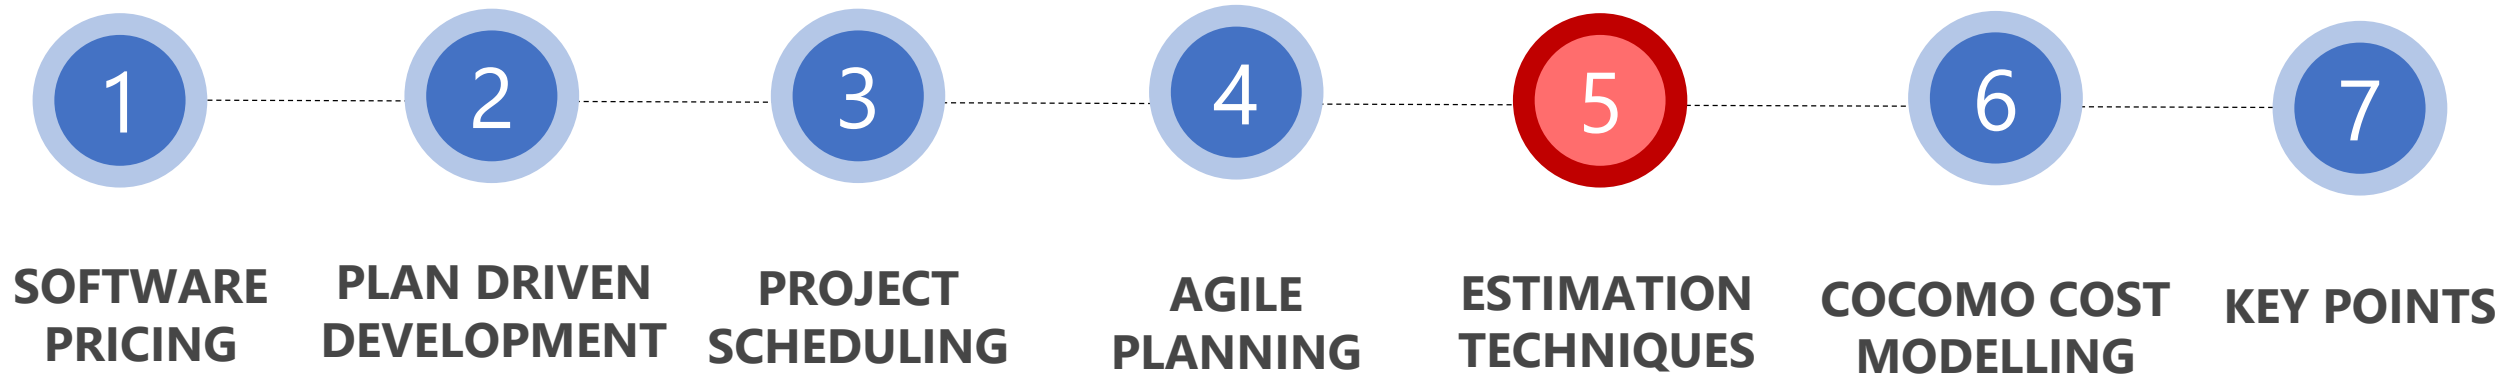 1
2
3
4
5
6
7
SOFTWARE
PRICING
PLAN DRIVEN
DEVELOPMENT
PROJECT
SCHEDULING
AGILE
PLANNING
ESTIMATION
TECHNIQUES
COCOMO COST
MODELLING
KEY POINTS